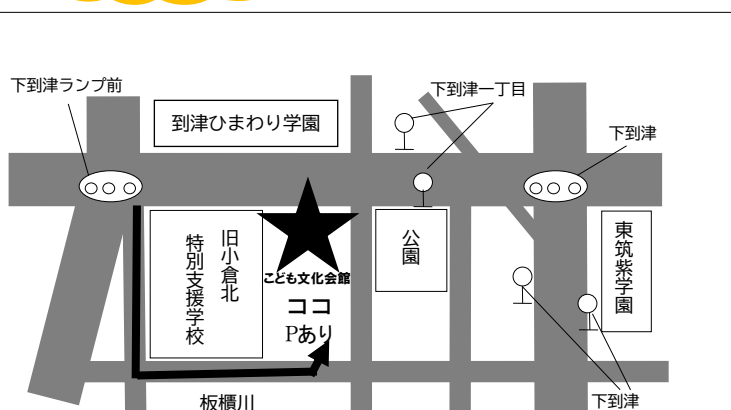 下到津ランプ前
下到津一丁目
到津ひまわり学園
下到津
旧小倉北
特別支援学校
公園
東筑紫学園
こども文化会館
ココ
Pあり
下到津
板櫃川